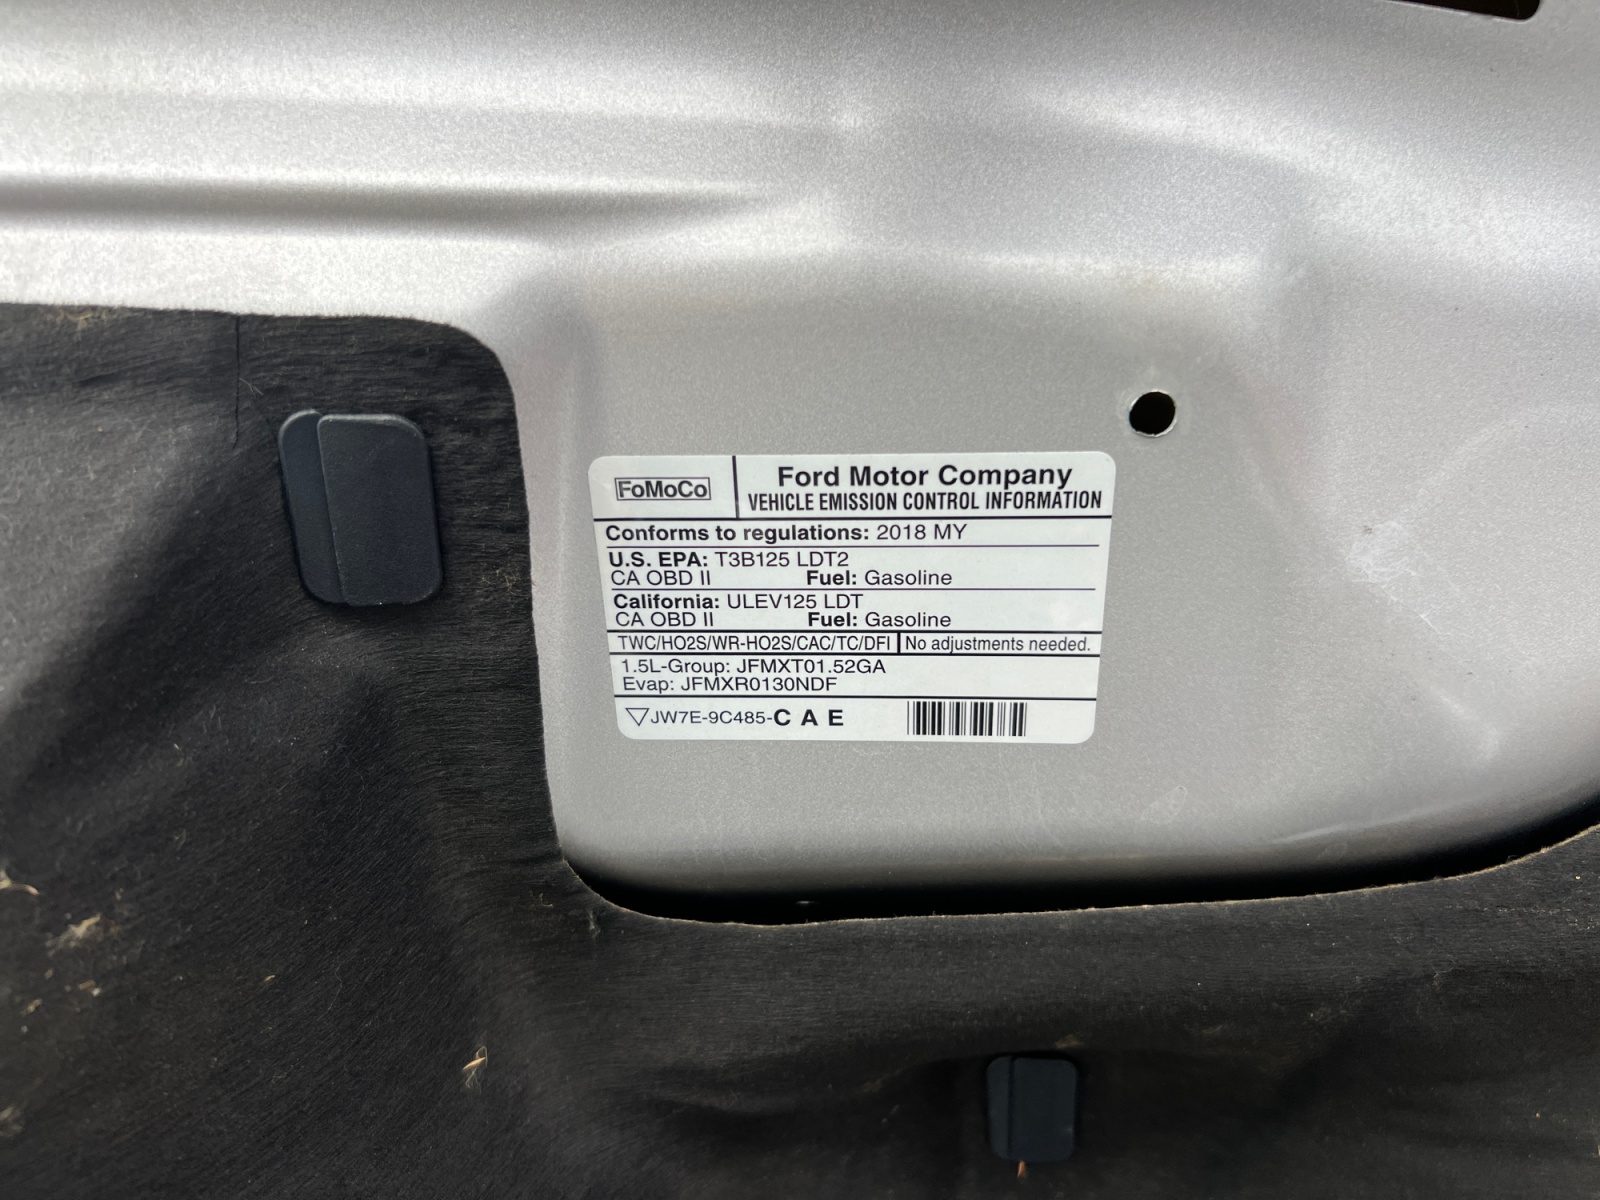 FoMoCo
Ford Motor Company
VEHICLE EMISSION CONTROL INFORMATION
Conforms to regulations: 2018 MY
U.S. EPA: T3B125 LDT2
CA OBD II Fuel: Gasoline
California: ULEV125 LDT
CA OBD II Fuel: Gasoline
TWC/HO2S/WR-HO2S/CAC/TC/DFI No adjustments needed.
1.5L-Group: JFMXT01.52GA
Evap: JFMXR0130NDF
JW7E-9C485-C A E